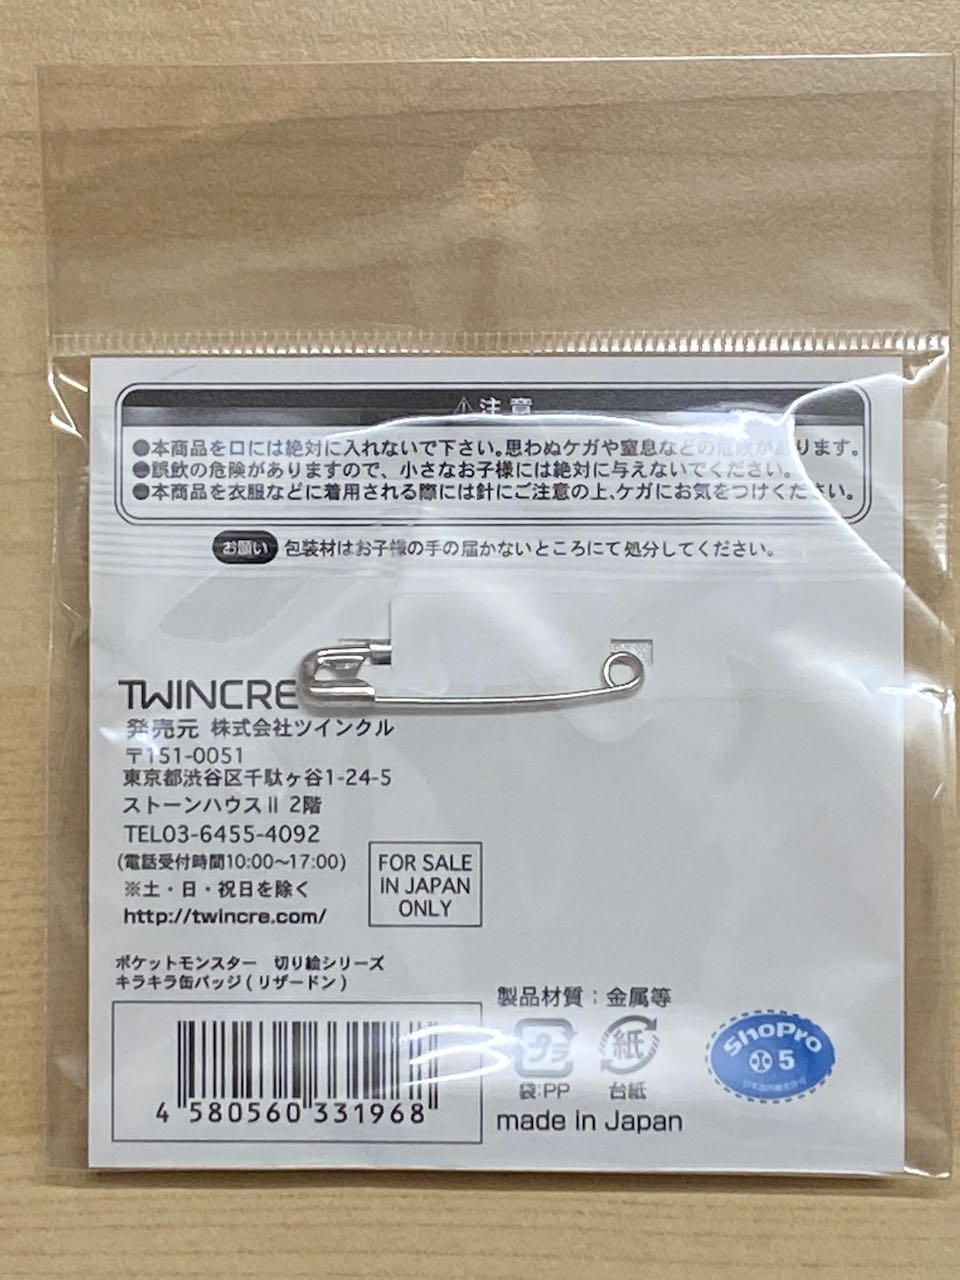 ⚠注意
●本商品を口には絶対に入れないで下さい。思わぬケガや窒息などの危険があります。
●誤飲の危険がありますので、小さなお子様には絶対に与えないでください。
●本商品を衣服などに着用される際には針にご注意の上、ケガにお気をつけください。
お願い 包装材はお子様の手の届かないところにて処分してください。
TWINCRE
発売元 株式会社ツインクル
〒151-0051
東京都渋谷区千駄ヶ谷1-24-5
ストーンハウスⅡ 2階
TEL03-6455-4092
(電話受付時間10:00〜17:00)
※土・日・祝日を除く
http://twincre.com/
FOR SALE
IN JAPAN
ONLY
ポケットモンスター 切り絵シリーズ
キラキラ缶バッジ(リザードン)
4 580560 331968
製品材質：金属等
プラ 紙
袋:PP 台紙
made in Japan
ShoPro
5